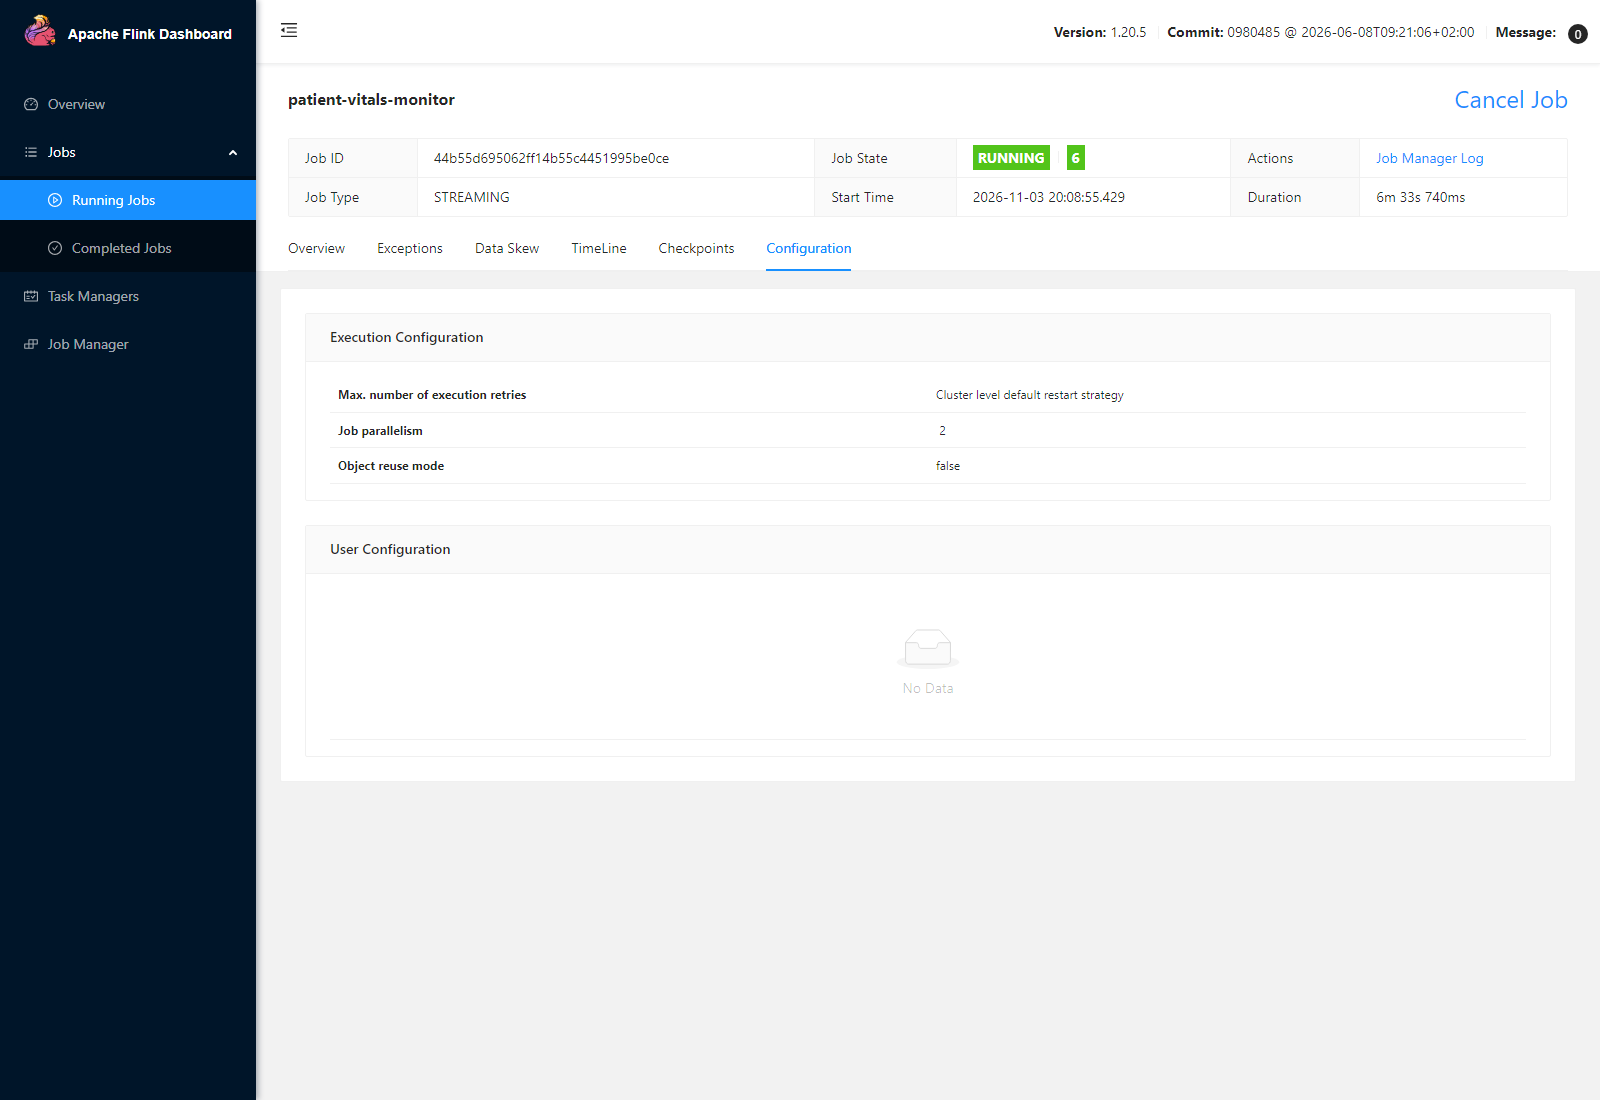 Apache Flink Dashboard
Version: 1.20.5 Commit: 0980485 @ 2026-06-08T09:21:06+02:00 Message: 0
Overview
Jobs
Running Jobs
Completed Jobs
Task Managers
Job Manager
patient-vitals-monitor
Cancel Job
Job ID 44b55d695062ff14b55c4451995be0ce Job State RUNNING 6 Actions Job Manager Log
Job Type STREAMING Start Time 2026-11-03 20:08:55.429 Duration 6m 33s 740ms
Overview Exceptions Data Skew TimeLine Checkpoints Configuration
Execution Configuration
Max. number of execution retries Cluster level default restart strategy
Job parallelism 2
Object reuse mode false
User Configuration
No Data